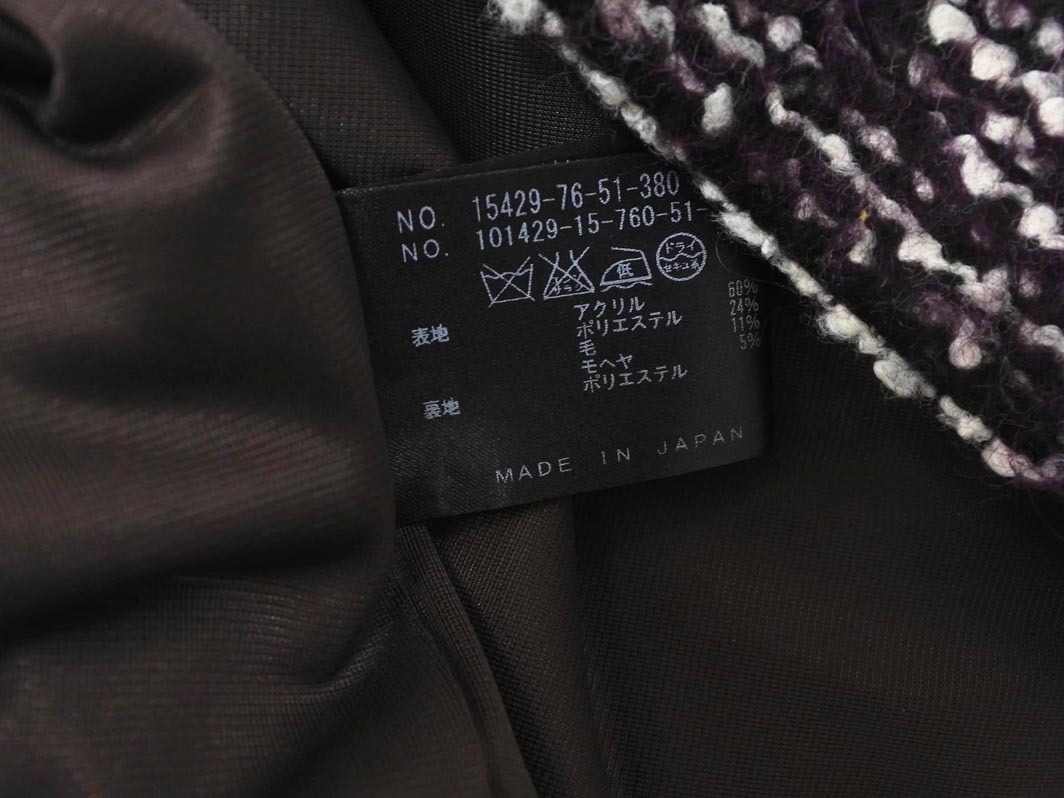 NO. 15429-76-51-380
NO. 101429-15-760-51-
低 ドライ セキユ系
表地 アクリル 60%
ポリエステル 24%
毛 11%
モヘヤ 5%
裏地 ポリエステル
MADE IN JAPAN